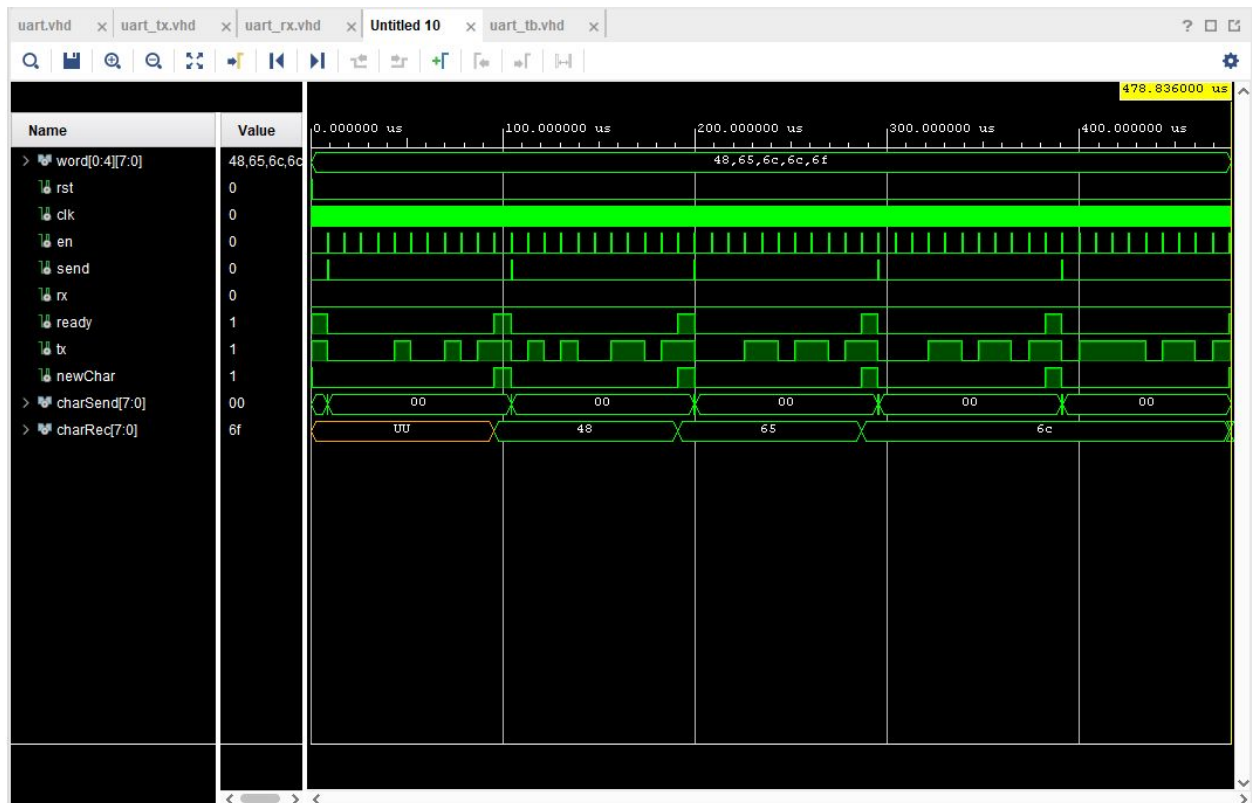 uart.vhd × uart_tx.vhd × uart_rx.vhd × Untitled 10 × uart_tb.vhd ×
478.836000 us
Name Value
0.000000 us 100.000000 us 200.000000 us 300.000000 us 400.000000 us
word[0:4][7:0] 48,65,6c,6c 48,65,6c,6c,6f
rst 0
clk 0
en 0
send 0
rx 0
ready 1
tx 1
newChar 1
charSend[7:0] 00 00 00 00 00 00
charRec[7:0] 6f UU 48 65 6c